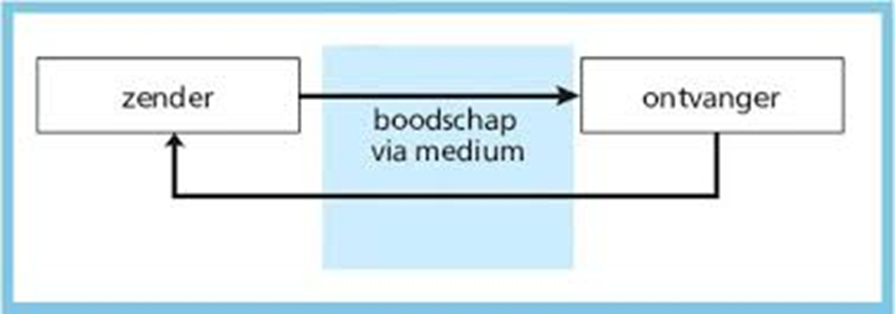 zender
boodschap
via medium
ontvanger